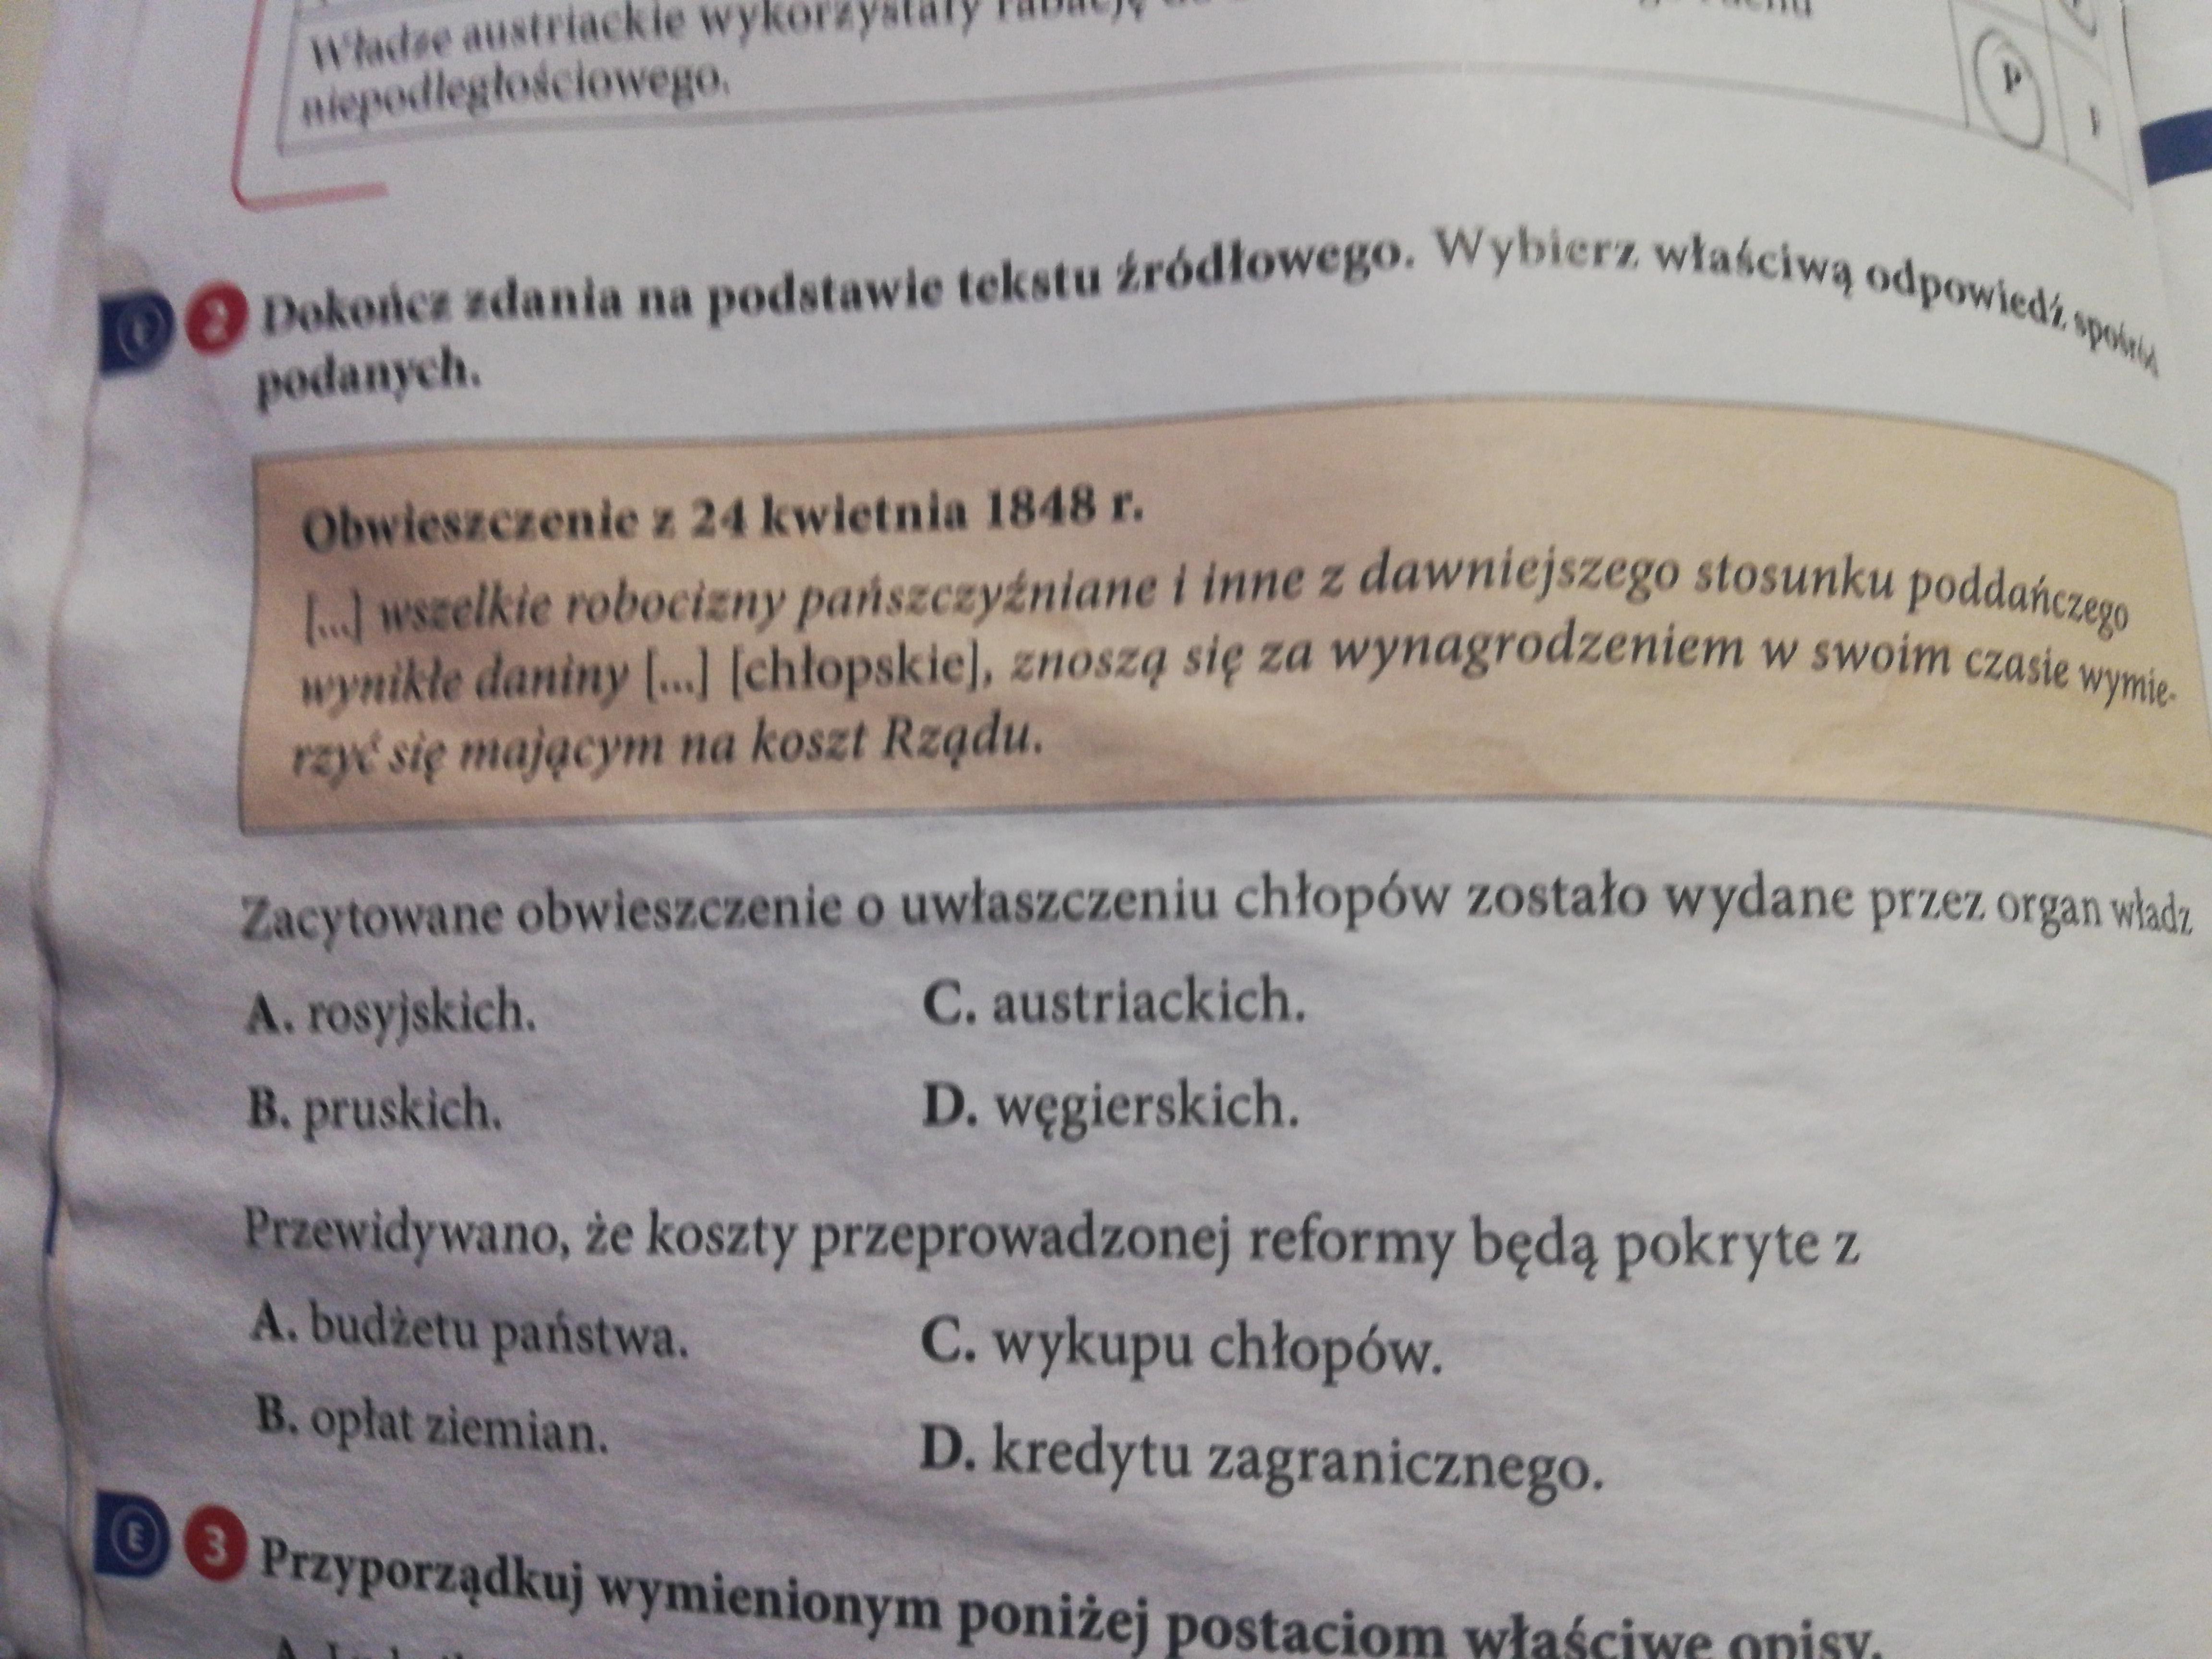 Władze austriackie wykorzystały rabację
niepodległościowego.
P
2 Dokończ zdania na podstawie tekstu źródłowego. Wybierz właściwą odpowiedź spośród
podanych.
Obwieszczenie z 24 kwietnia 1848 r.
[...] wszelkie robocizny pańszczyźniane i inne z dawniejszego stosunku poddańczego
wynikłe daniny [...] [chłopskie], znoszą się za wynagrodzeniem w swoim czasie wymie-
rzyć się mającym na koszt Rządu.
Zacytowane obwieszczenie o uwłaszczeniu chłopów zostało wydane przez organ władz
A. rosyjskich.
B. pruskich.
C. austriackich.
D. węgierskich.
Przewidywano, że koszty przeprowadzonej reformy będą pokryte z
A. budżetu państwa.
B. opłat ziemian.
C. wykupu chłopów.
D. kredytu zagranicznego.
E 3 Przyporządkuj wymienionym poniżej postaciom właściwe opisy.